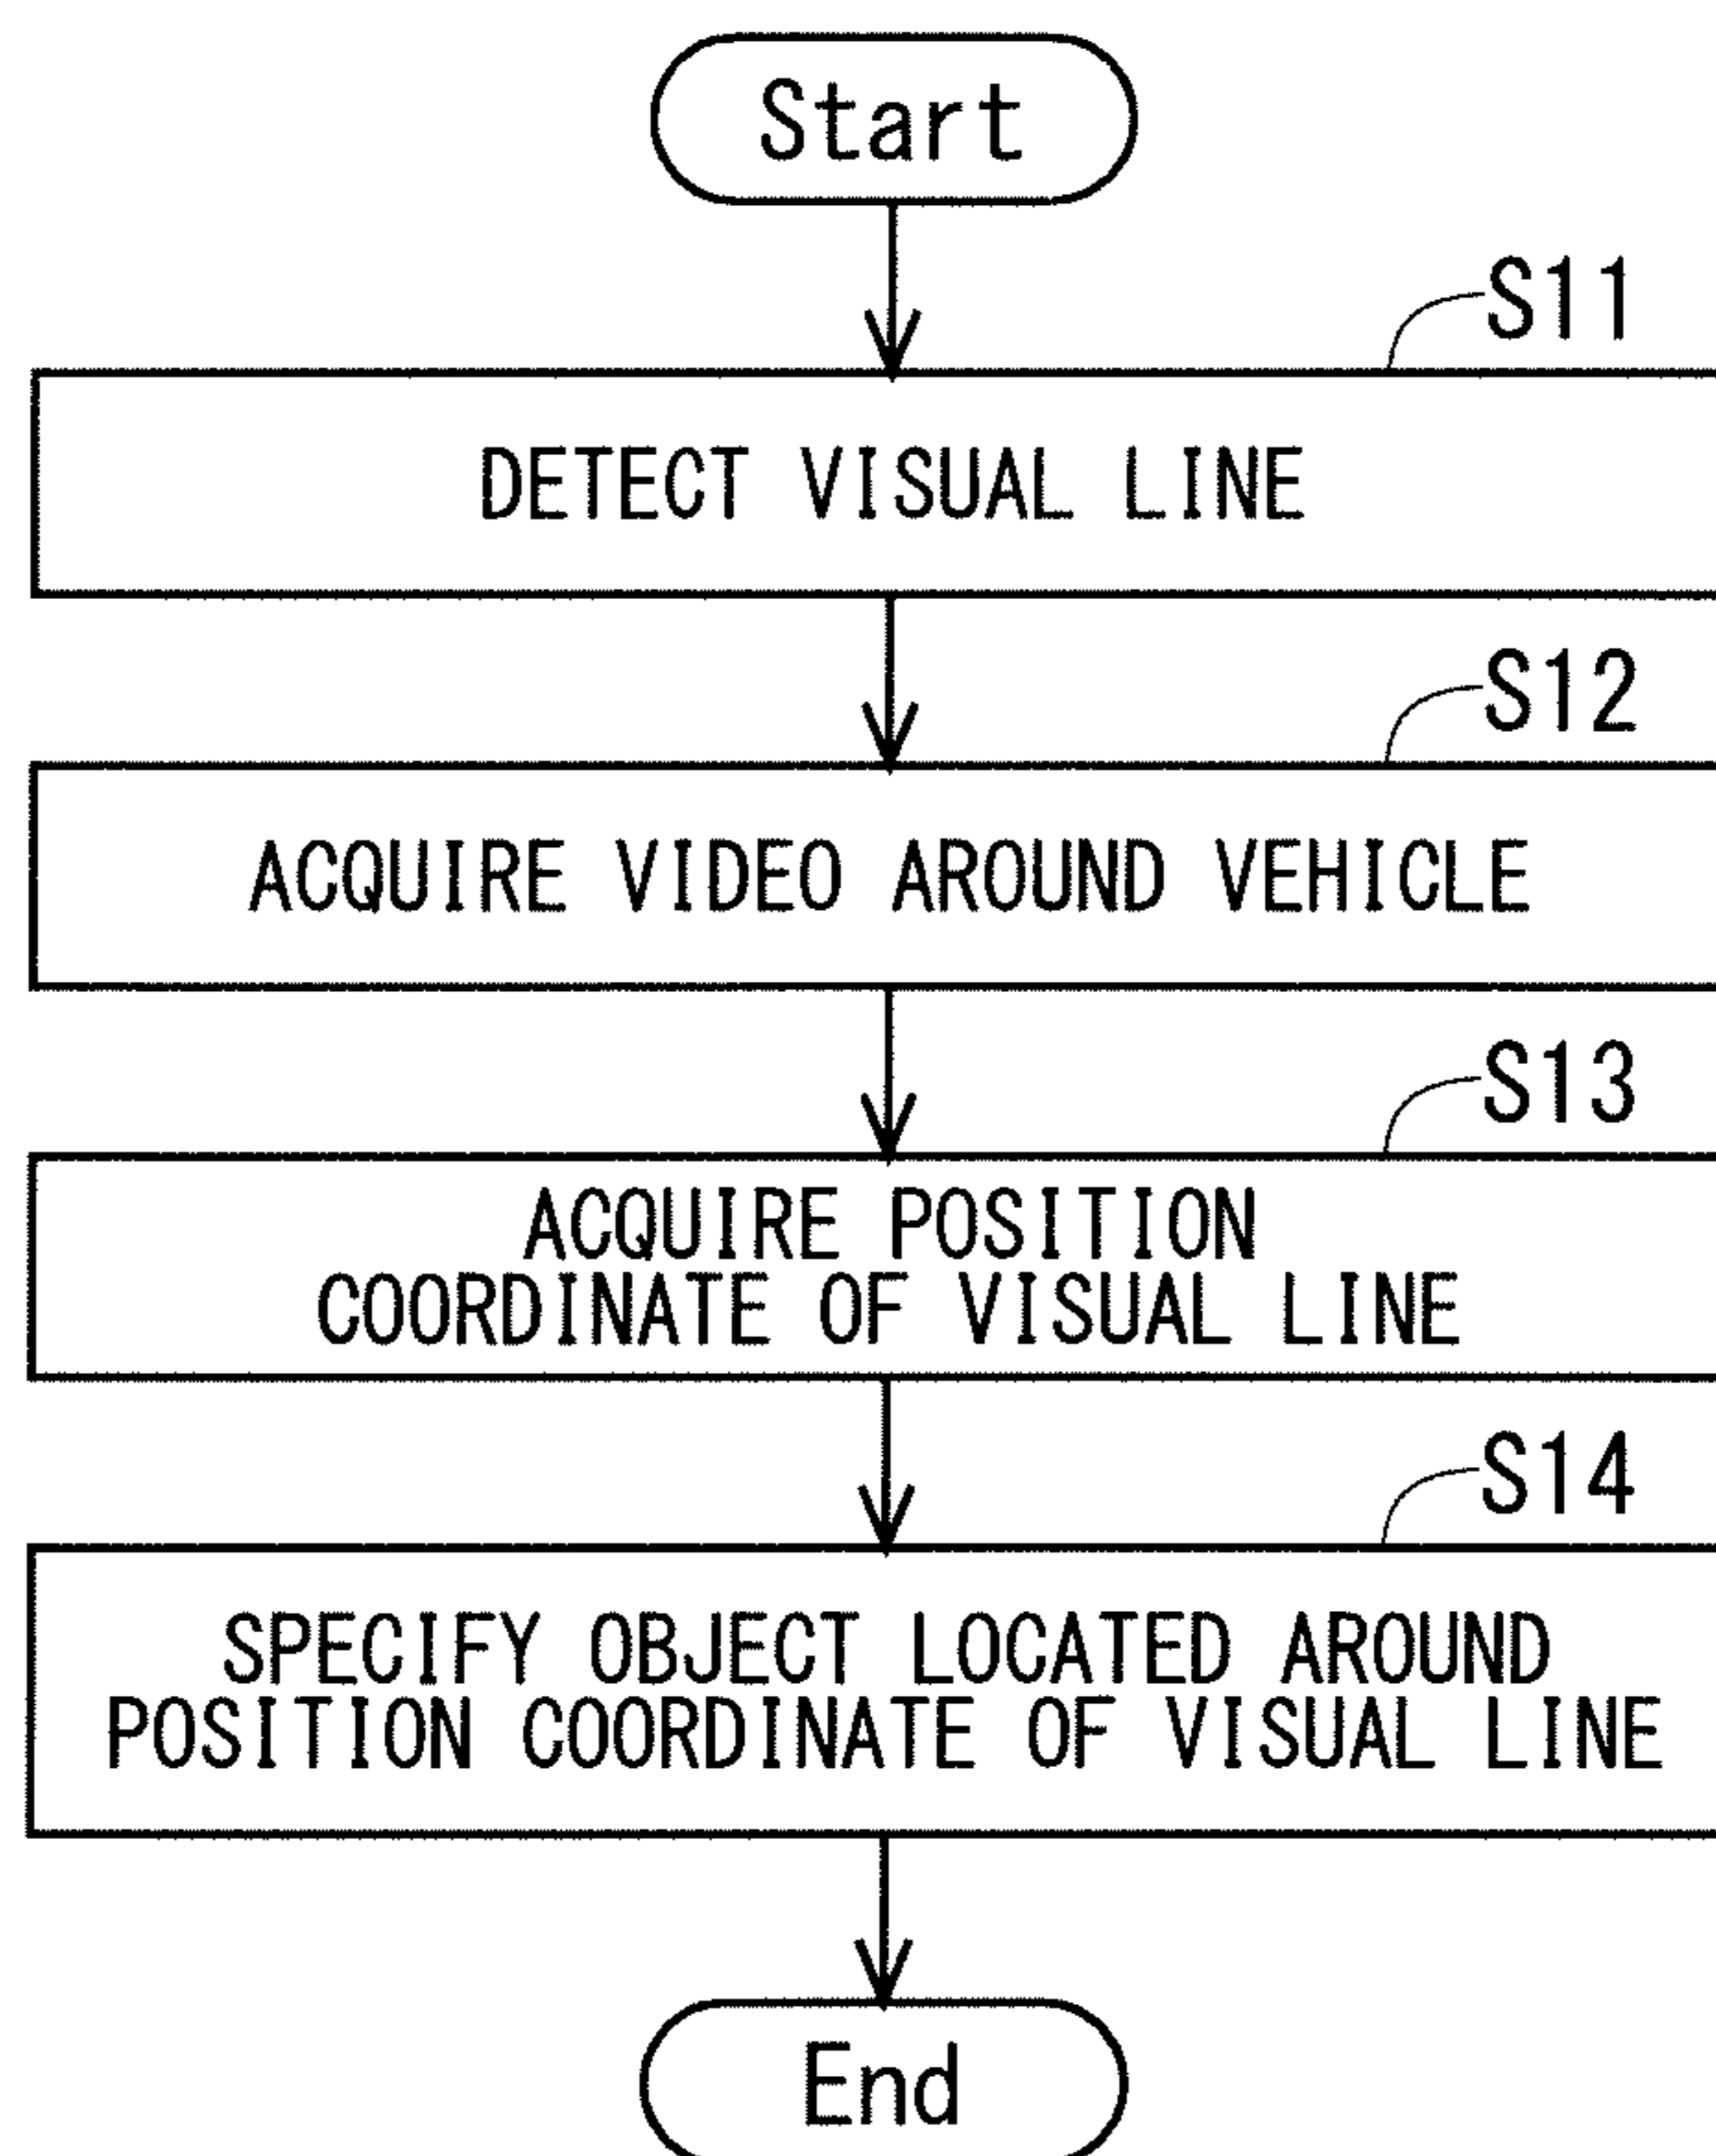 Start
S11
DETECT VISUAL LINE
S12
ACQUIRE VIDEO AROUND VEHICLE
S13
ACQUIRE POSITION
COORDINATE OF VISUAL LINE
S14
SPECIFY OBJECT LOCATED AROUND
POSITION COORDINATE OF VISUAL LINE
End